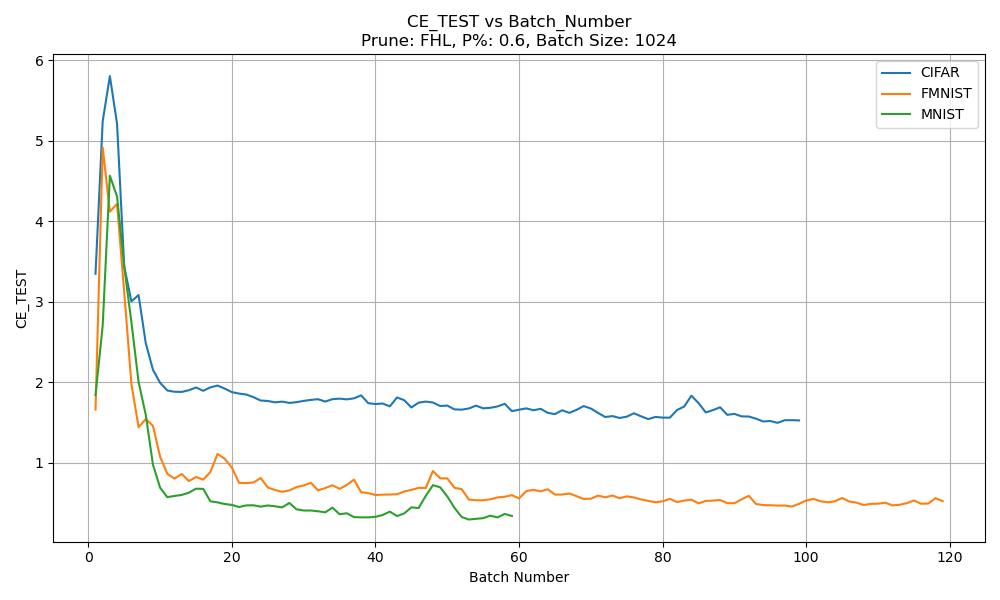 CE_TEST vs Batch_Number
Prune: FHL, P%: 0.6, Batch Size: 1024
CIFAR
FMNIST
MNIST
CE_TEST
6
5
4
3
2
1
0 20 40 60 80 100 120
Batch Number